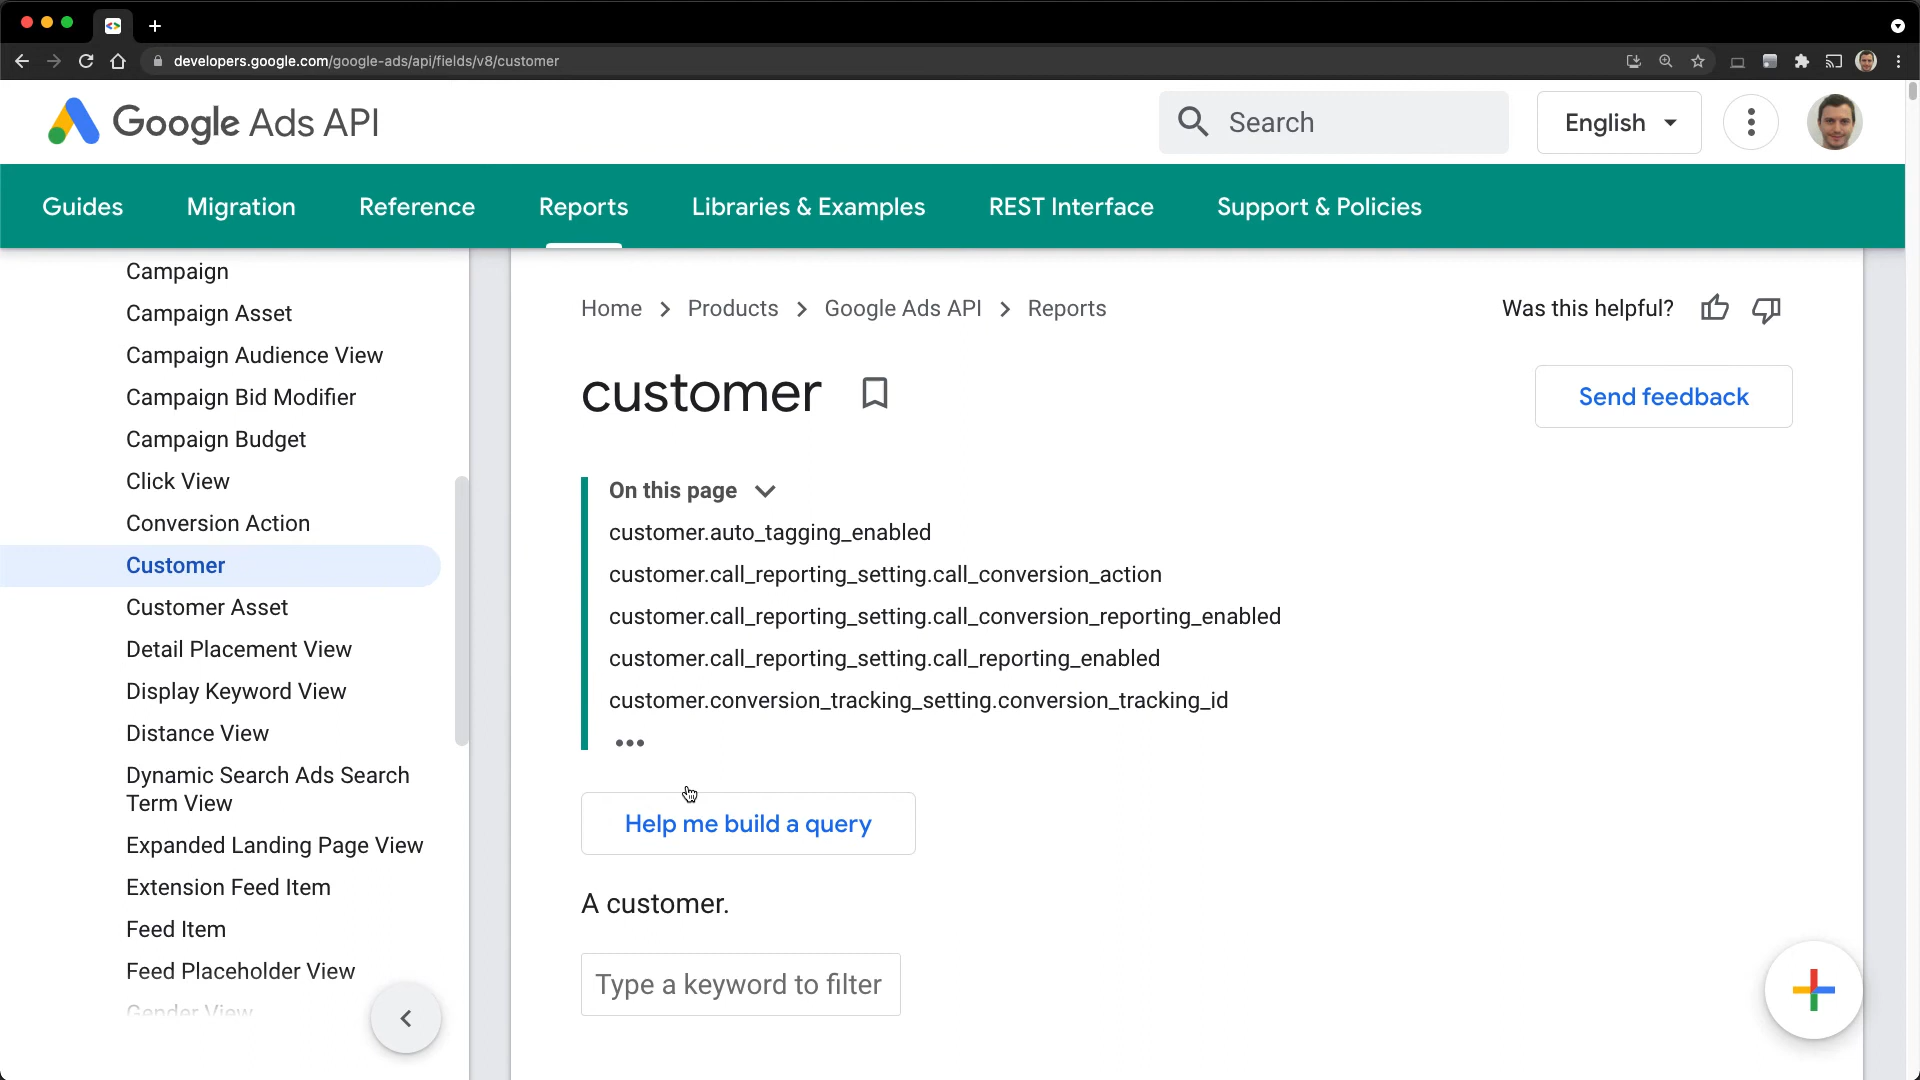 developers.google.com/google-ads/api/fields/v8/customer
Google Ads API
Search
English
Guides
Migration
Reference
Reports
Libraries & Examples
REST Interface
Support & Policies
Campaign
Campaign Asset
Campaign Audience View
Campaign Bid Modifier
Campaign Budget
Click View
Conversion Action
Customer
Customer Asset
Detail Placement View
Display Keyword View
Distance View
Dynamic Search Ads Search
Term View
Expanded Landing Page View
Extension Feed Item
Feed Item
Feed Placeholder View
Gender View
Home > Products > Google Ads API > Reports
Was this helpful?
customer
Send feedback
On this page
customer.auto_tagging_enabled
customer.call_reporting_setting.call_conversion_action
customer.call_reporting_setting.call_conversion_reporting_enabled
customer.call_reporting_setting.call_reporting_enabled
customer.conversion_tracking_setting.conversion_tracking_id
•••
Help me build a query
A customer.
Type a keyword to filter